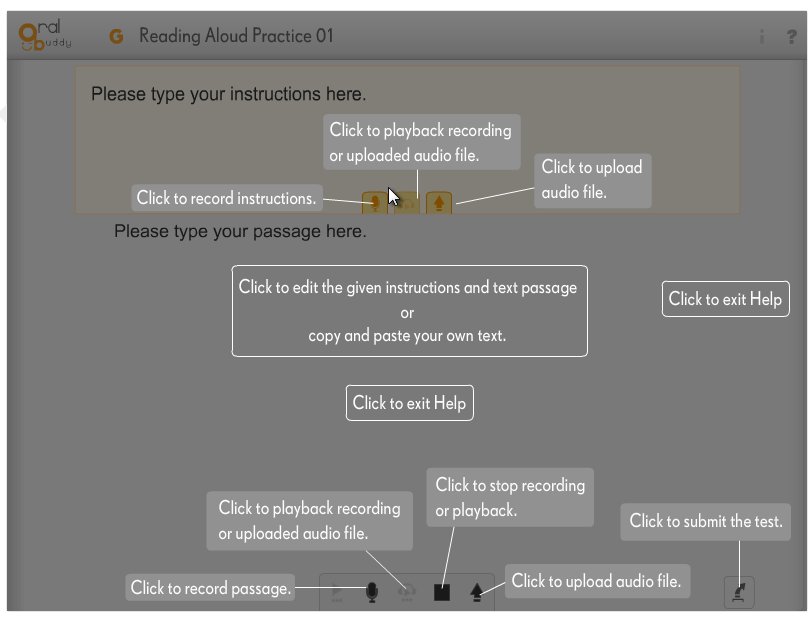 Oral Buddy
G Reading Aloud Practice 01
i ?
Please type your instructions here.
Click to playback recording
or uploaded audio file.
Click to upload
audio file.
Click to record instructions.
Please type your passage here.
Click to edit the given instructions and text passage
or
copy and paste your own text.
Click to exit Help
Click to exit Help
Click to stop recording
or playback.
Click to playback recording
or uploaded audio file.
Click to submit the test.
Click to upload audio file.
Click to record passage.